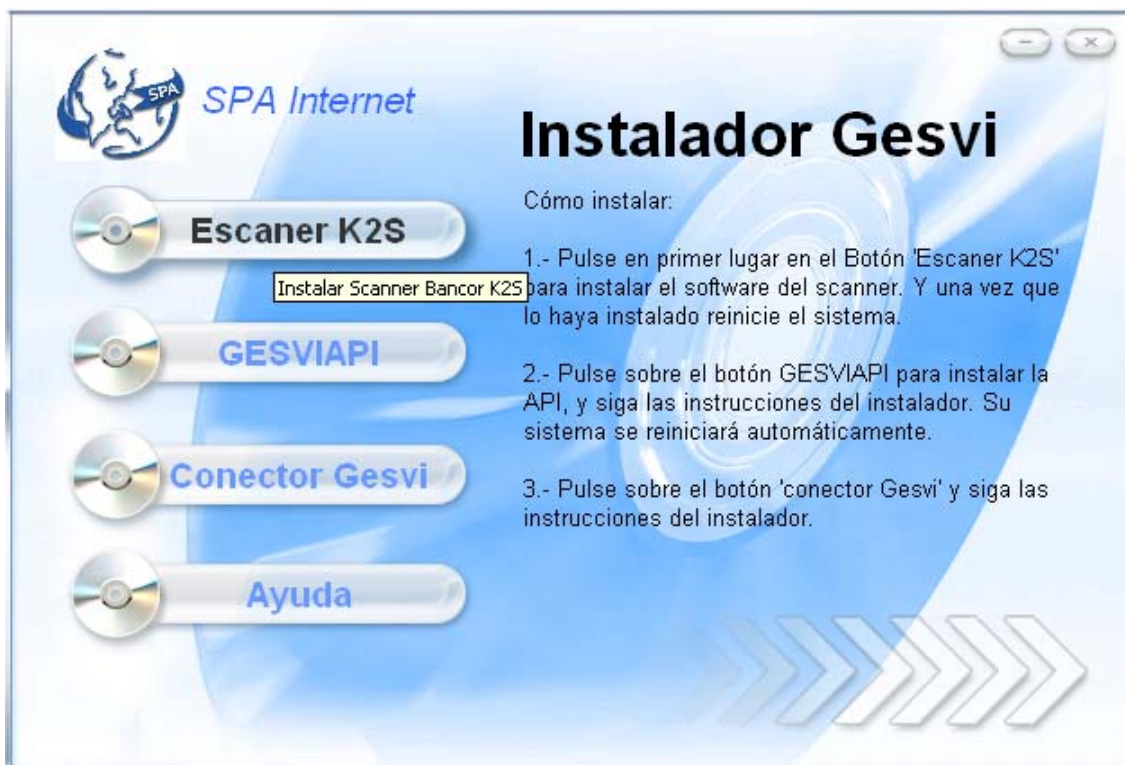 SPA
SPA Internet
Instalador Gesvi
Escaner K2S
Instalar Scanner Bancor K2S
GESVIAPI
Conector Gesvi
Ayuda
Cómo instalar:
1.- Pulse en primer lugar en el Botón 'Escaner K2S'
para instalar el software del scanner. Y una vez que
lo haya instalado reinicie el sistema.
2.- Pulse sobre el botón GESVIAPI para instalar la
API, y siga las instrucciones del instalador. Su
sistema se reiniciará automáticamente.
3.- Pulse sobre el botón 'conector Gesvi' y siga las
instrucciones del instalador.